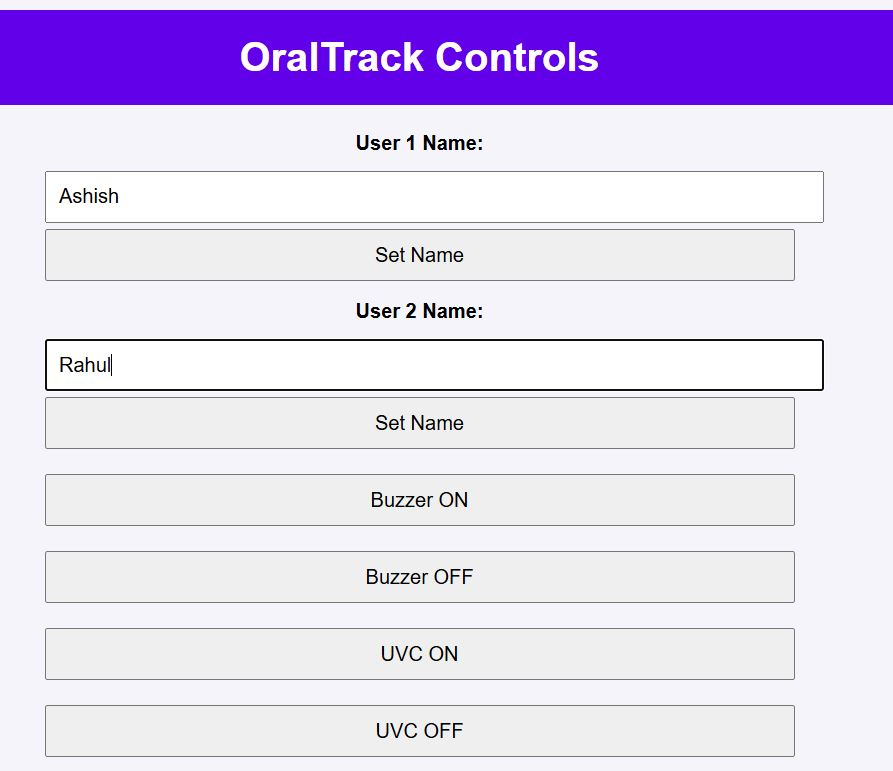 OralTrack Controls
User 1 Name:
Ashish
Set Name
User 2 Name:
Rahul
Set Name
Buzzer ON
Buzzer OFF
UVC ON
UVC OFF